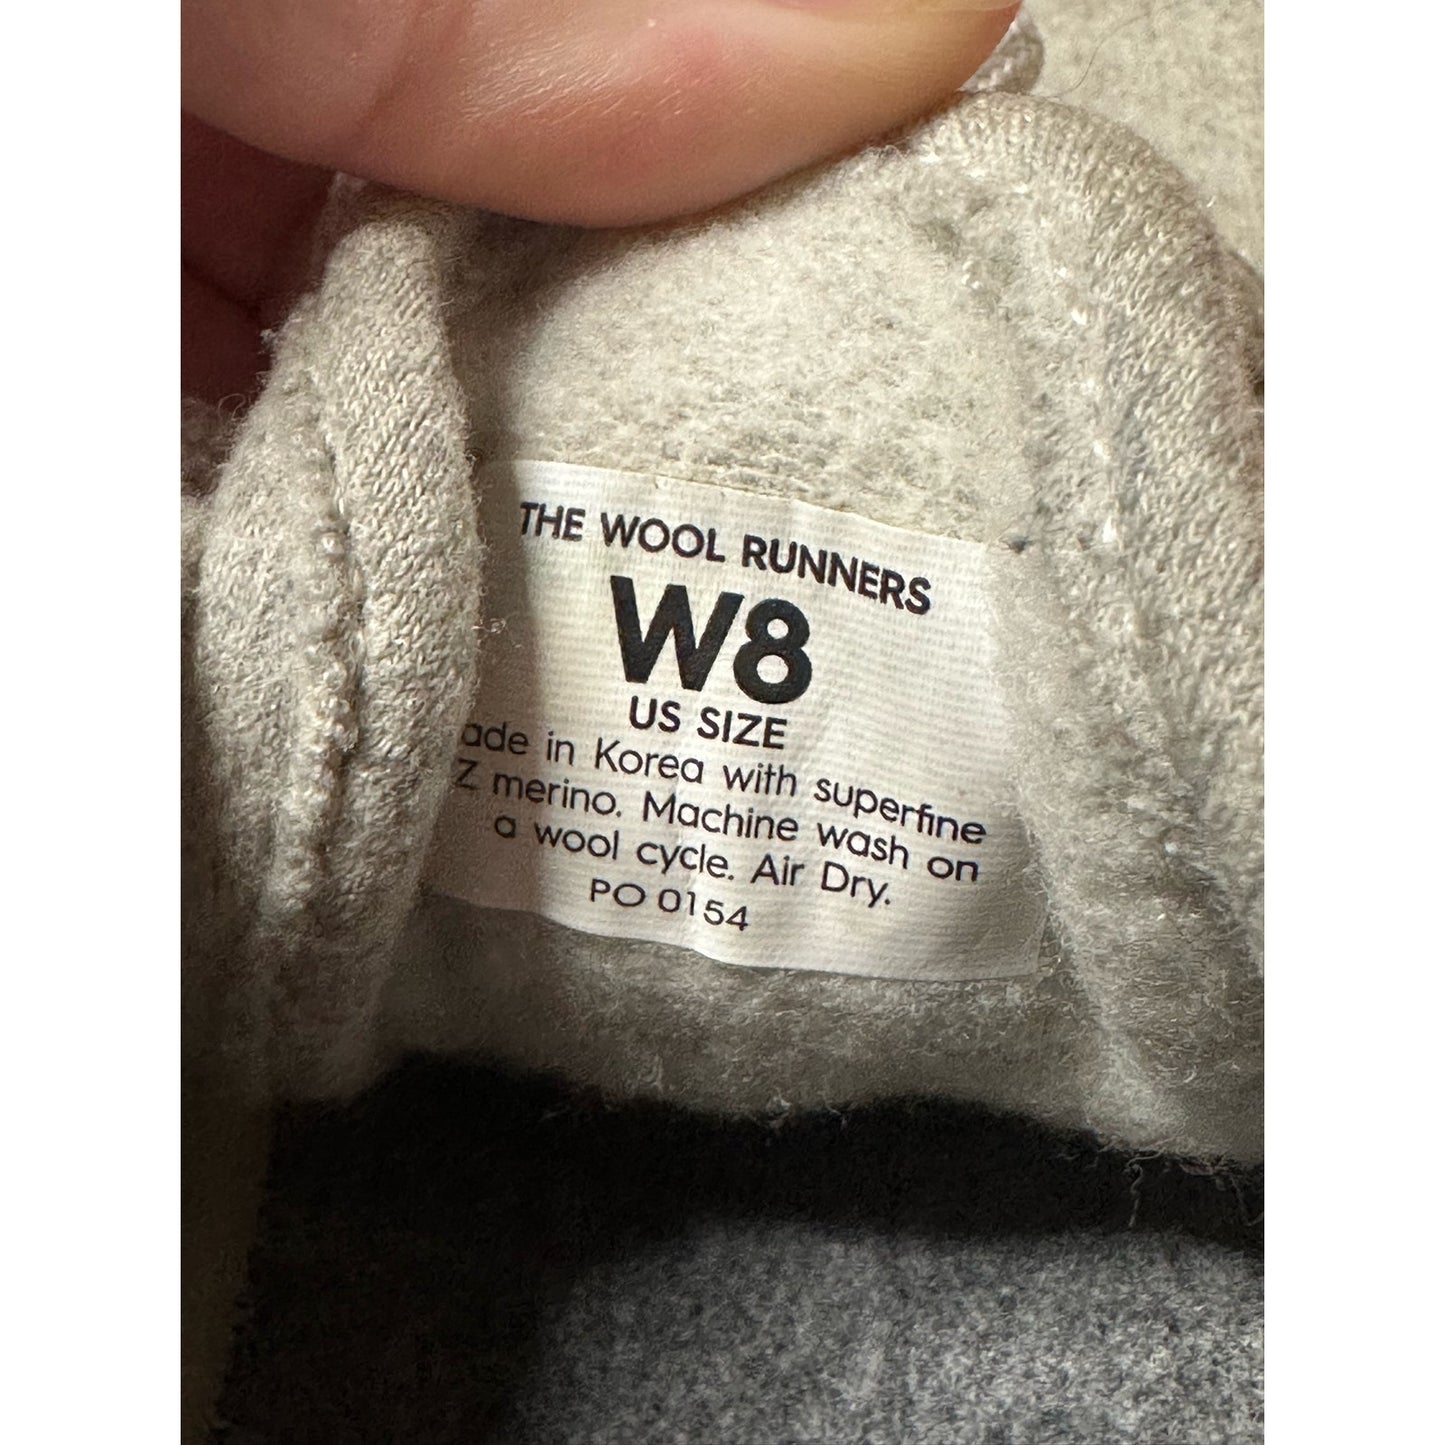 THE WOOL RUNNERS
W8
US SIZE
ade in Korea with superfine
Z merino. Machine wash on
a wool cycle. Air Dry.
PO 0154